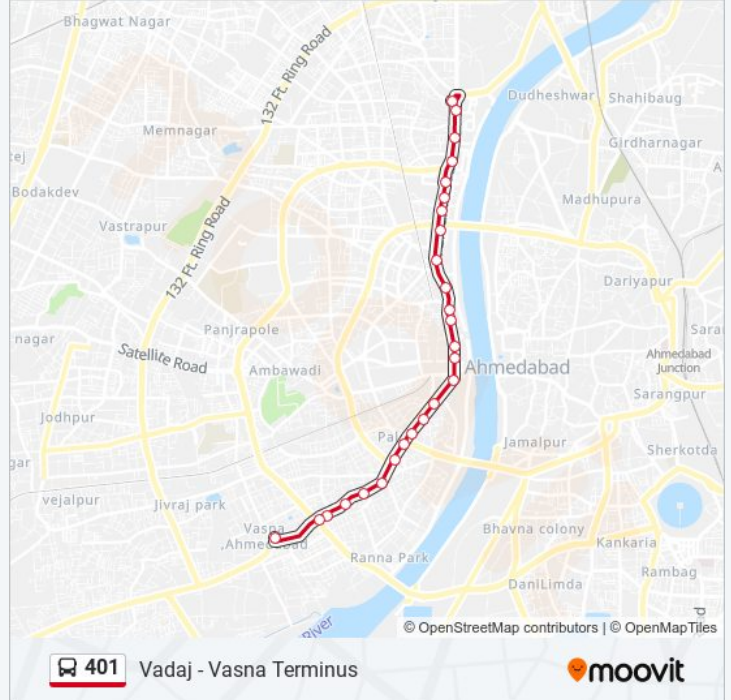 Bhagwat Nagar
132 Ft. Ring Road
Dudheshwar
Shahibaug
Memnagar
Girdharnagar
tej
A
Bodakdev
Madhupura
Vastrapur
132 Ft. Ring Road
Dariyapur
Panjrapole
Sara
nagar
Satellite Road
Ahmedabad
Junction
Ambawadi
Ahmedabad
Sarangpur
Jodhpur
Pal
Jamalpur
gar
Sherkotda
vejalpur
Jivraj park
Vasna
,Ahmedabad
Bhavna colony
Kankaria
Ranna Park
Rambag
DaniLimda
River
p
© OpenStreetMap contributors | © OpenMapTiles
401
Vadaj - Vasna Terminus
moovit